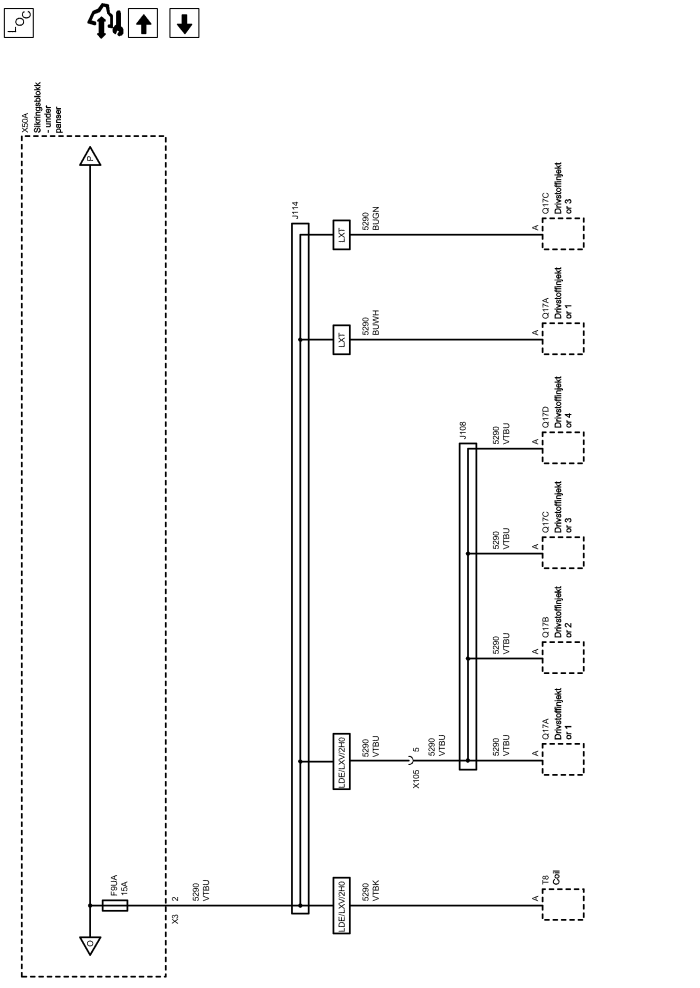 LOC
X50A
Sikringsblokk
- under
panser
P
O
F9UA
15A
X3
2
5290
VTBU
J114
LXT
5290
BUGN
A
Q17C
Drivstoffinjekt
or 3
LXT
5290
BUWH
A
Q17A
Drivstoffinjekt
or 1
J108
5290
VTBU
A
Q17D
Drivstoffinjekt
or 4
5290
VTBU
A
Q17C
Drivstoffinjekt
or 3
5290
VTBU
A
Q17B
Drivstoffinjekt
or 2
LDE/LXV/2H0
5290
VTBU
X105
5
5290
VTBU
5290
VTBU
A
Q17A
Drivstoffinjekt
or 1
LDE/LXV/2H0
5290
VTBK
A
T8
Coil